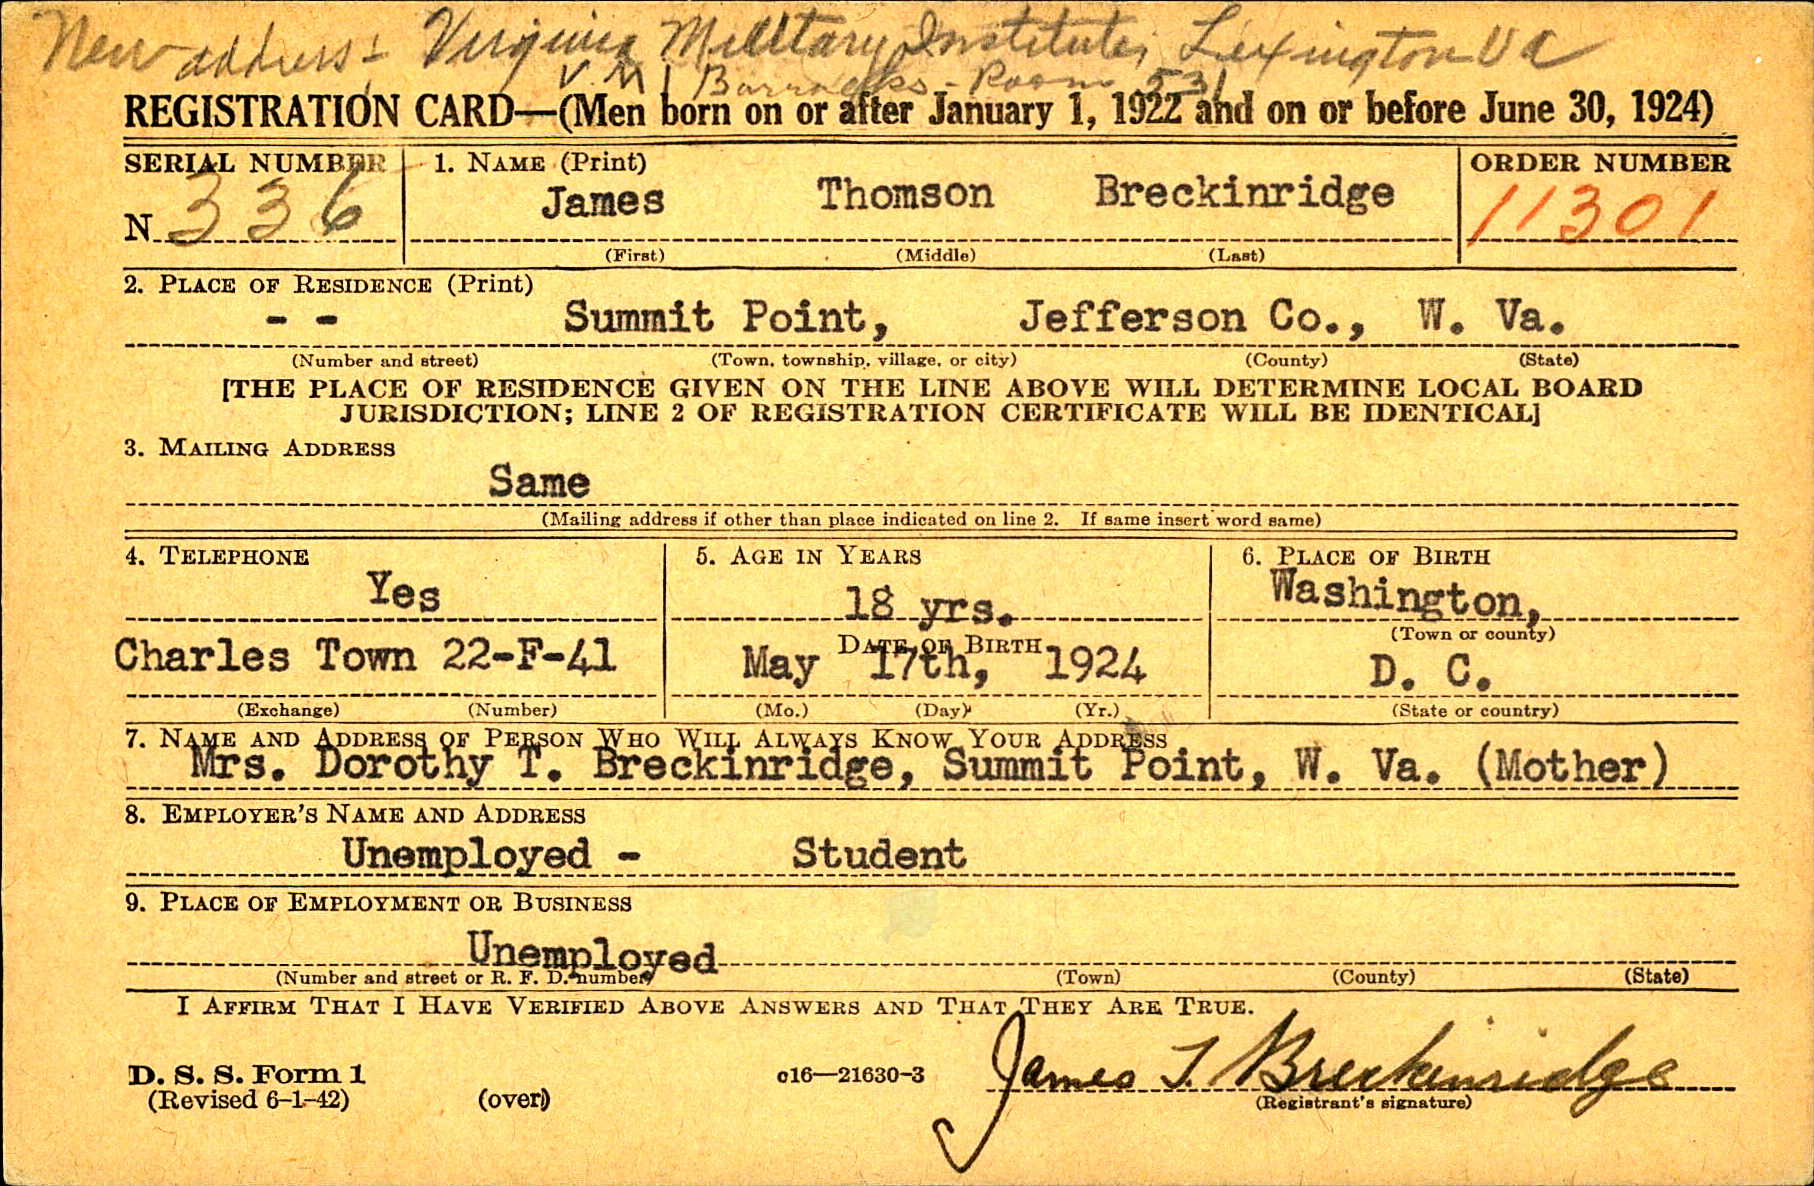 New address: Virginia Military Institute, Lexington Va
V.M I Barracks - Room 531
REGISTRATION CARD—(Men born on or after January 1, 1922 and on or before June 30, 1924)
SERIAL NUMBER
1. NAME (Print)
ORDER NUMBER
N 336
James Thomson Breckinridge
11301
(First) (Middle) (Last)
2. PLACE OF RESIDENCE (Print)
- - Summit Point, Jefferson Co., W. Va.
(Number and street) (Town, township, village, or city) (County) (State)
[THE PLACE OF RESIDENCE GIVEN ON THE LINE ABOVE WILL DETERMINE LOCAL BOARD
JURISDICTION; LINE 2 OF REGISTRATION CERTIFICATE WILL BE IDENTICAL]
3. MAILING ADDRESS
Same
(Mailing address if other than place indicated on line 2. If same insert word same)
4. TELEPHONE
Yes
Charles Town 22-F-41
(Exchange) (Number)
5. AGE IN YEARS
18 yrs.
DATE OF BIRTH
May 17th, 1924
(Mo.) (Day) (Yr.)
6. PLACE OF BIRTH
Washington,
(Town or county)
D. C.
(State or country)
7. NAME AND ADDRESS OF PERSON WHO WILL ALWAYS KNOW YOUR ADDRESS
Mrs. Dorothy T. Breckinridge, Summit Point, W. Va. (Mother)
8. EMPLOYER'S NAME AND ADDRESS
Unemployed - Student
9. PLACE OF EMPLOYMENT OR BUSINESS
Unemployed
(Number and street or R. F. D. number) (Town) (County) (State)
I AFFIRM THAT I HAVE VERIFIED ABOVE ANSWERS AND THAT THEY ARE TRUE.
James T. Breckinridge
D. S. S. Form 1
(Revised 6-1-42)
(over)
c16—21630-3
(Registrant's signature)